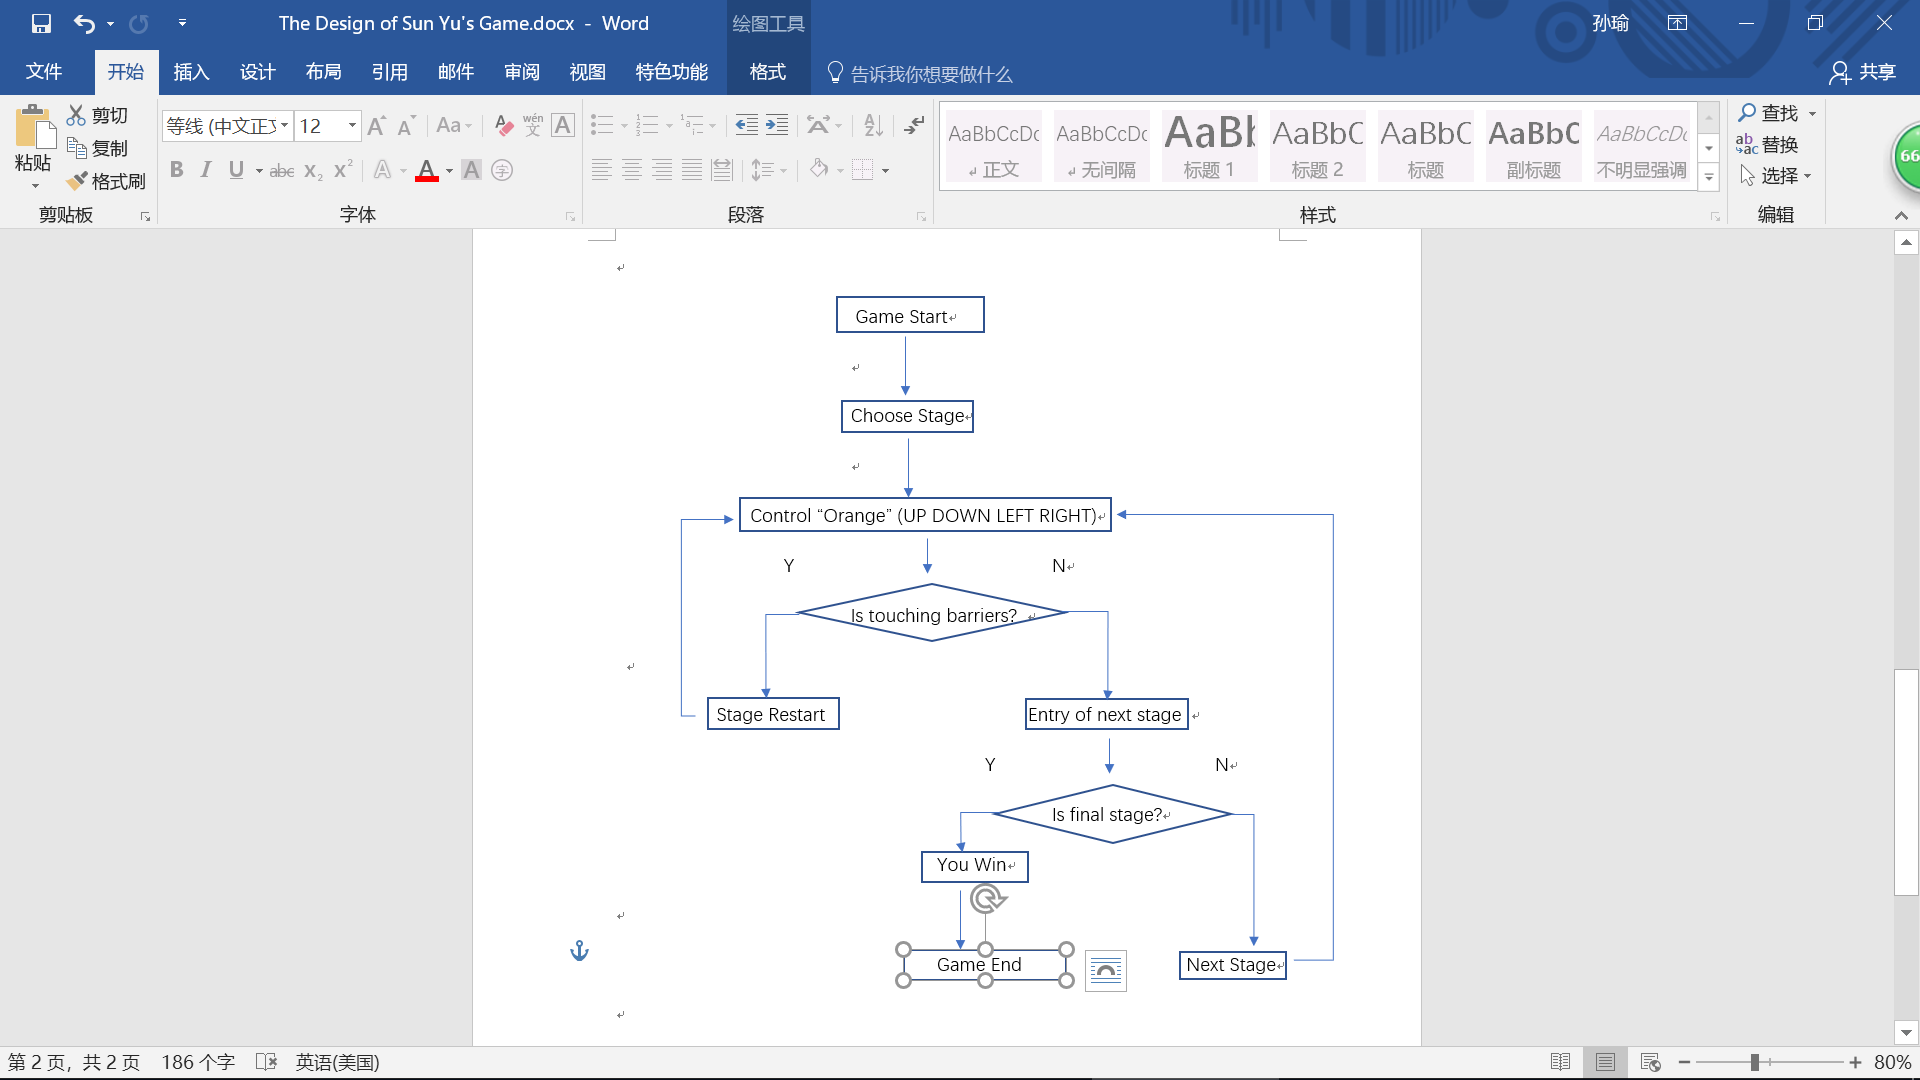 The Design of Sun Yu's Game.docx - Word
绘图工具
孙瑜
文件 开始 插入 设计 布局 引用 邮件 审阅 视图 特色功能 格式 告诉我你想要做什么 共享
粘贴
剪切
复制
格式刷
剪贴板
等线 (中文正文 12
Aa
wén
文
A
B I U abc X₂ X² A A A 字
字体
段落
AaBbCcDc AaBbCcDc AaBb AaBbC AaBbC AaBbC AaBbCcDc
正文 无间隔 标题 1 标题 2 标题 副标题 不明显强调
样式
查找
替换
选择
编辑
66
Game Start
Choose Stage
Control “Orange” (UP DOWN LEFT RIGHT)
Y N
Is touching barriers?
Stage Restart Entry of next stage
Y N
Is final stage?
You Win
Game End Next Stage
第 2 页，共 2 页 186 个字 英语(美国) 80%